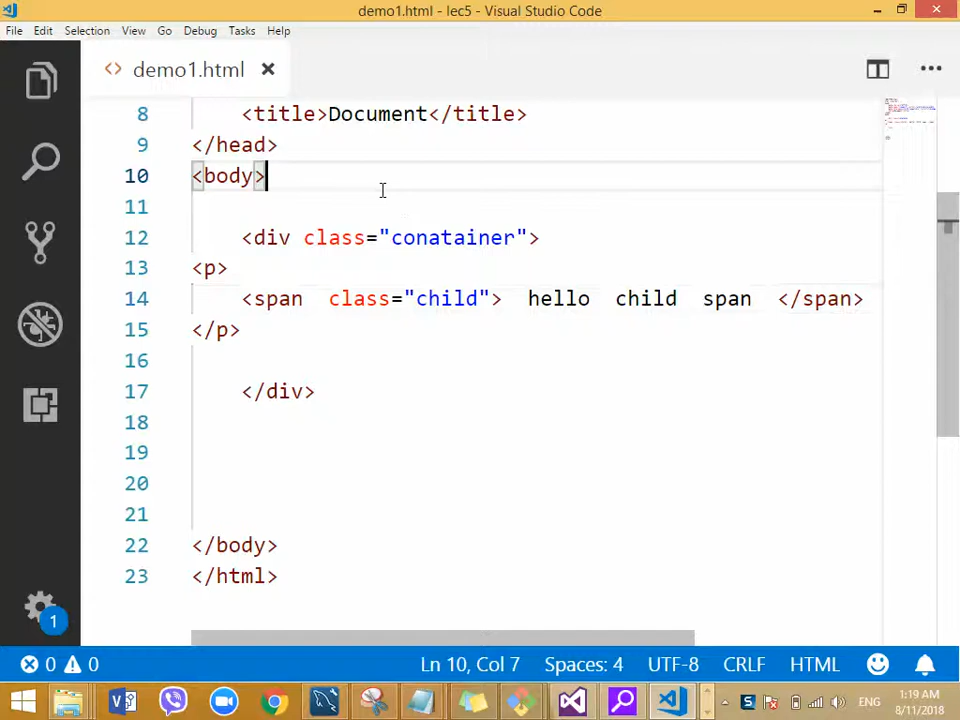 demo1.html - lec5 - Visual Studio Code
File Edit Selection View Go Debug Tasks Help
demo1.html
8 <title>Document</title>
9 </head>
10 <body>
11
12 <div class="conatainer">
13 <p>
14 <span class="child"> hello child span </span>
15 </p>
16
17 </div>
18
19
20
21
22 </body>
23 </html>
1
0 0 Ln 10, Col 7 Spaces: 4 UTF-8 CRLF HTML
ENG
1:19 AM
8/11/2018